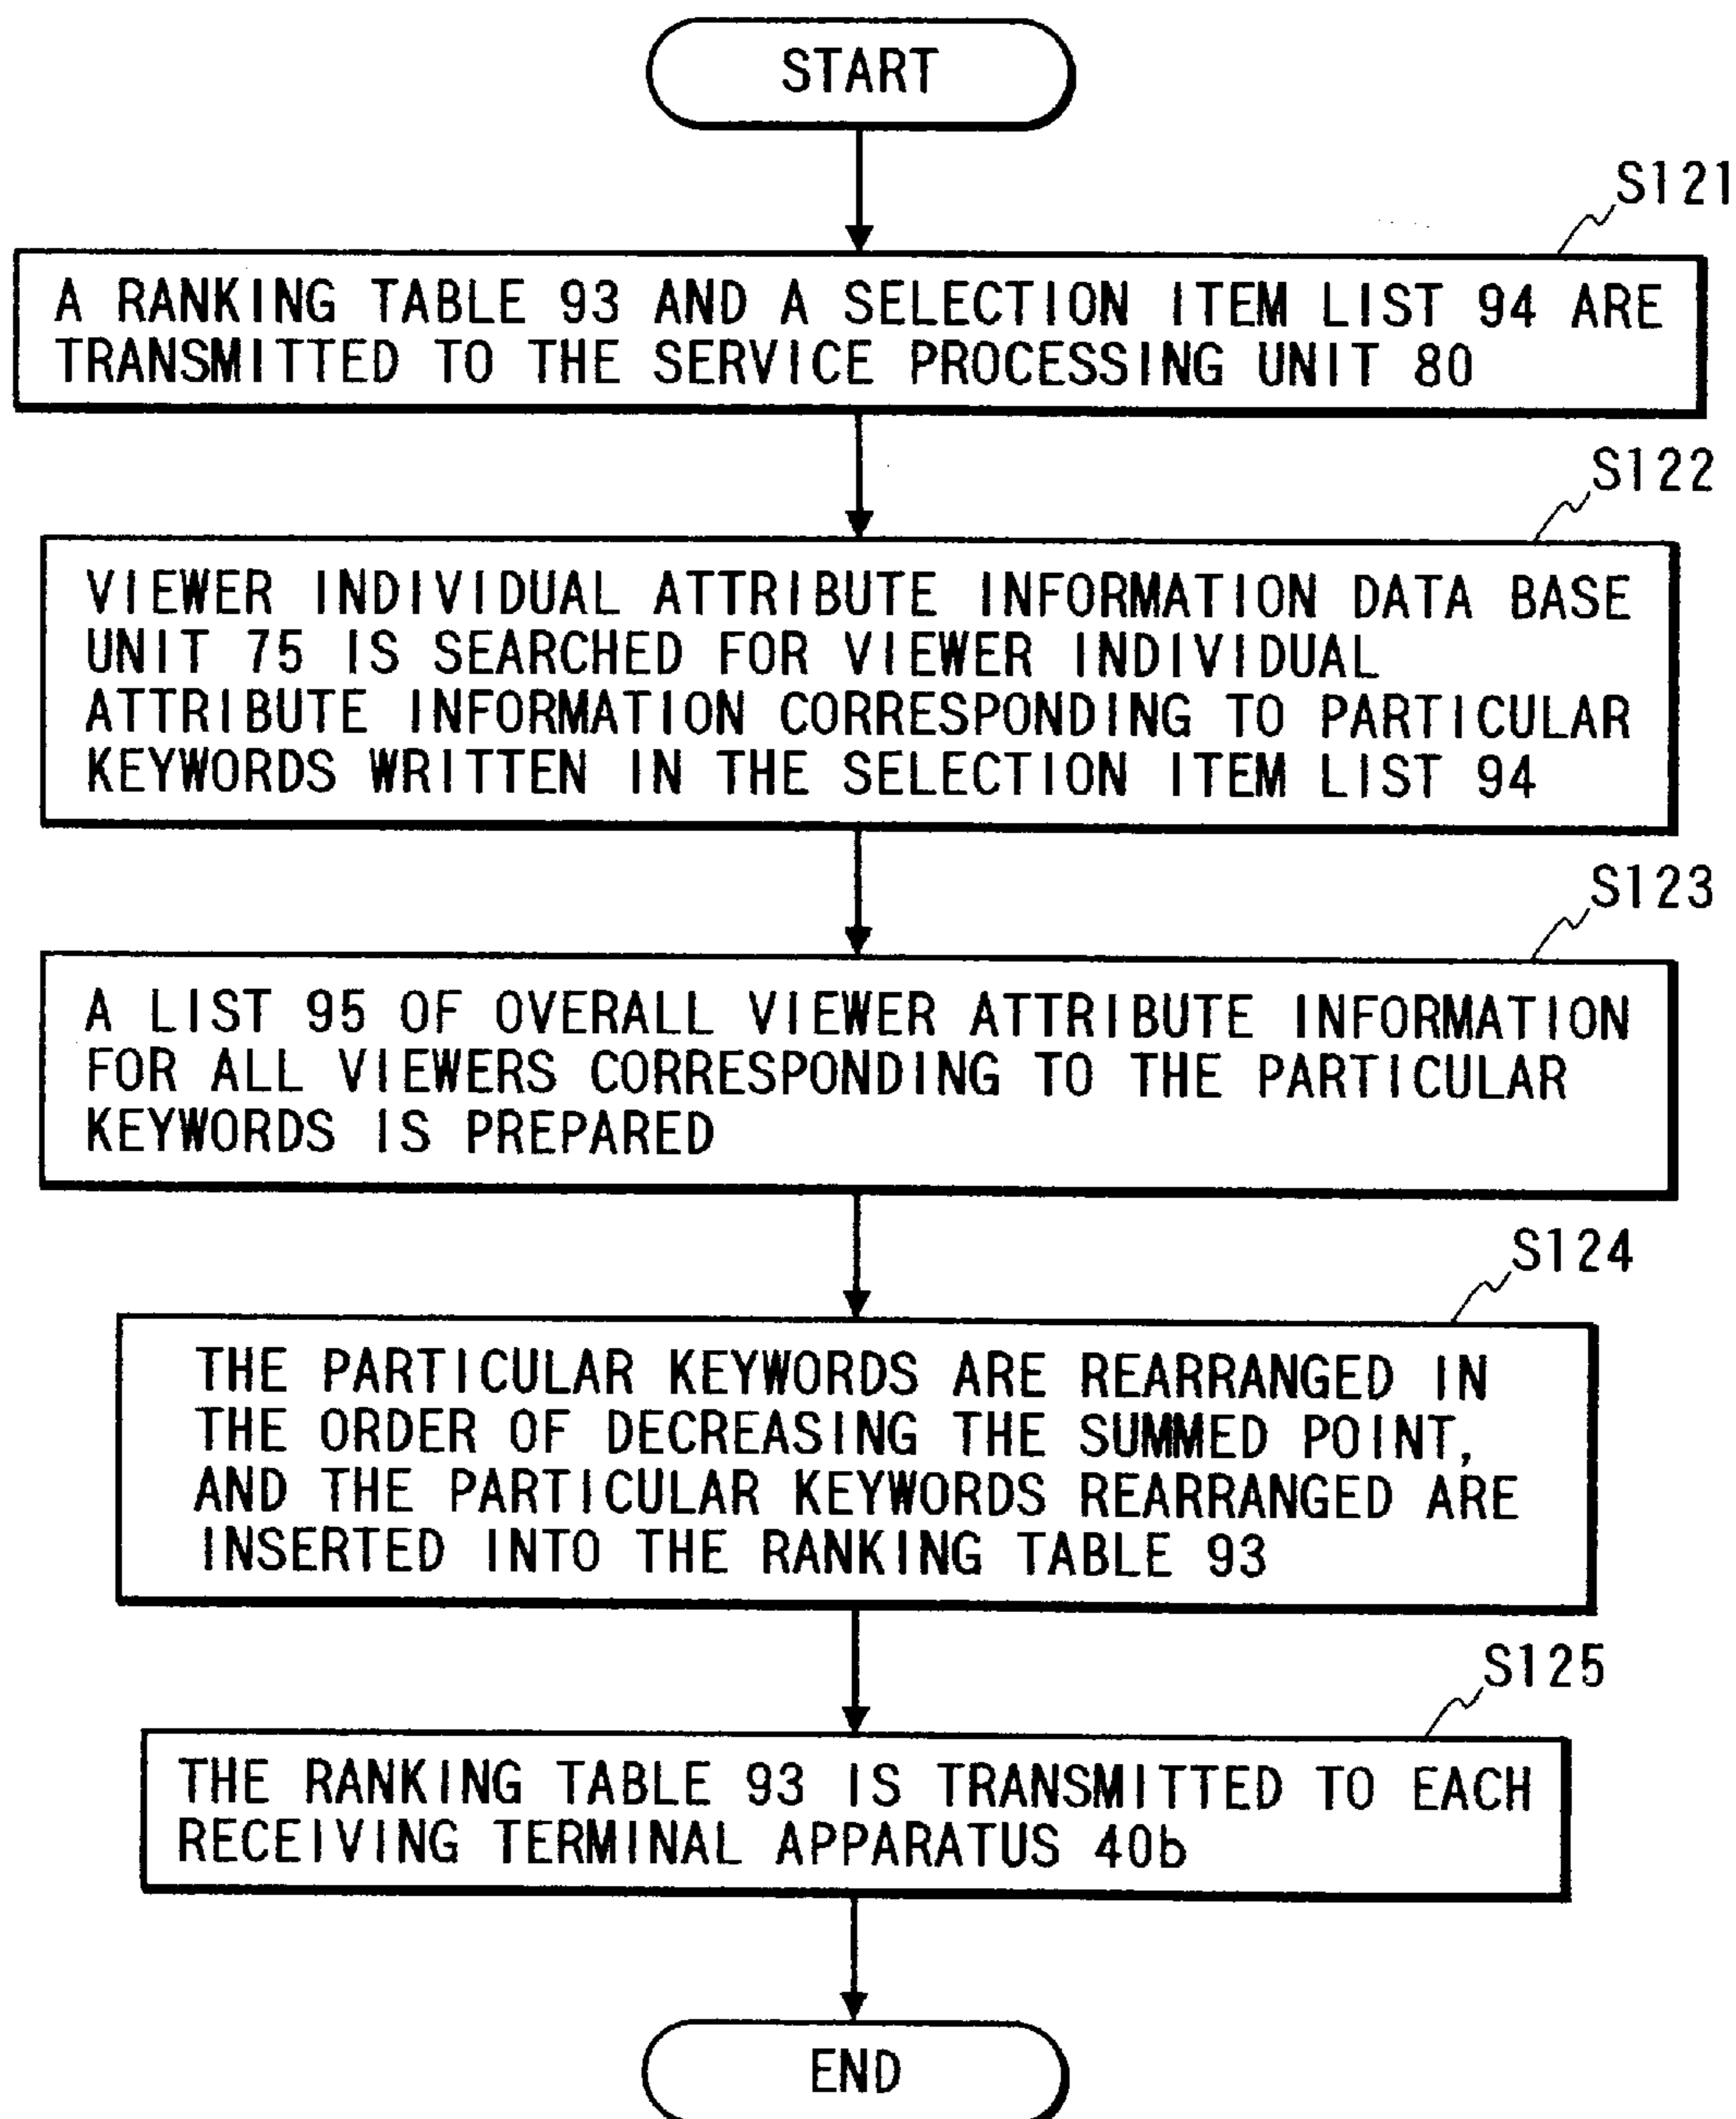 START
S121
A RANKING TABLE 93 AND A SELECTION ITEM LIST 94 ARE
TRANSMITTED TO THE SERVICE PROCESSING UNIT 80
S122
VIEWER INDIVIDUAL ATTRIBUTE INFORMATION DATA BASE
UNIT 75 IS SEARCHED FOR VIEWER INDIVIDUAL
ATTRIBUTE INFORMATION CORRESPONDING TO PARTICULAR
KEYWORDS WRITTEN IN THE SELECTION ITEM LIST 94
S123
A LIST 95 OF OVERALL VIEWER ATTRIBUTE INFORMATION
FOR ALL VIEWERS CORRESPONDING TO THE PARTICULAR
KEYWORDS IS PREPARED
S124
THE PARTICULAR KEYWORDS ARE REARRANGED IN
THE ORDER OF DECREASING THE SUMMED POINT,
AND THE PARTICULAR KEYWORDS REARRANGED ARE
INSERTED INTO THE RANKING TABLE 93
S125
THE RANKING TABLE 93 IS TRANSMITTED TO EACH
RECEIVING TERMINAL APPARATUS 40b
END